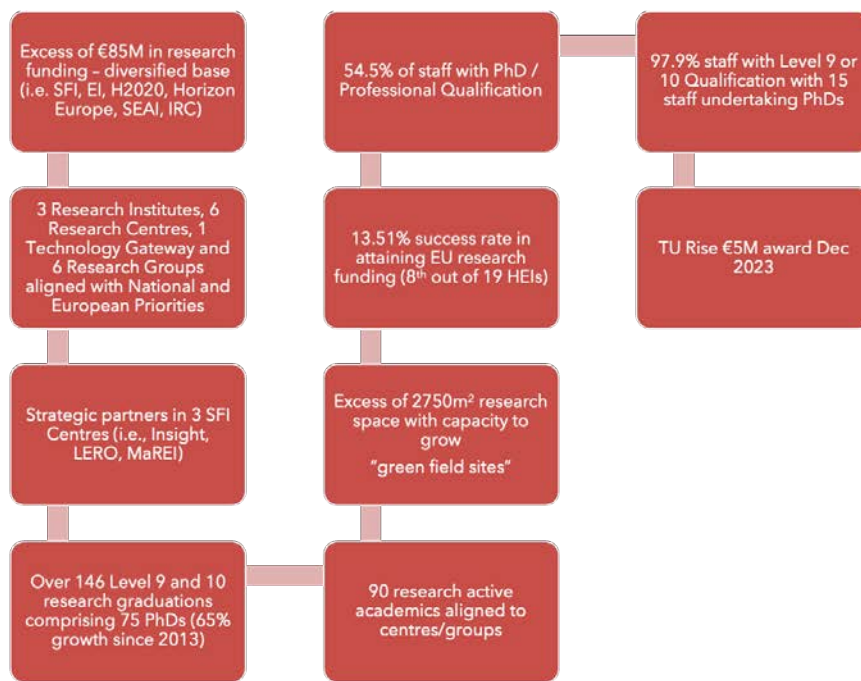 Excess of €85M in research
funding – diversified base
(i.e. SFI, EI, H2020, Horizon
Europe, SEAI, IRC)
3 Research Institutes, 6
Research Centres, 1
Technology Gateway and
6 Research Groups
aligned with National and
European Priorities
Strategic partners in 3 SFI
Centres (i.e., Insight,
LERO, MaREI)
Over 146 Level 9 and 10
research graduations
comprising 75 PhDs (65%
growth since 2013)
90 research active
academics aligned to
centres/groups
Excess of 2750m² research
space with capacity to
grow
"green field sites"
13.51% success rate in
attaining EU research
funding (8th out of 19 HEIs)
54.5% of staff with PhD /
Professional Qualification
97.9% staff with Level 9 or
10 Qualification with 15
staff undertaking PhDs
TU Rise €5M award Dec
2023